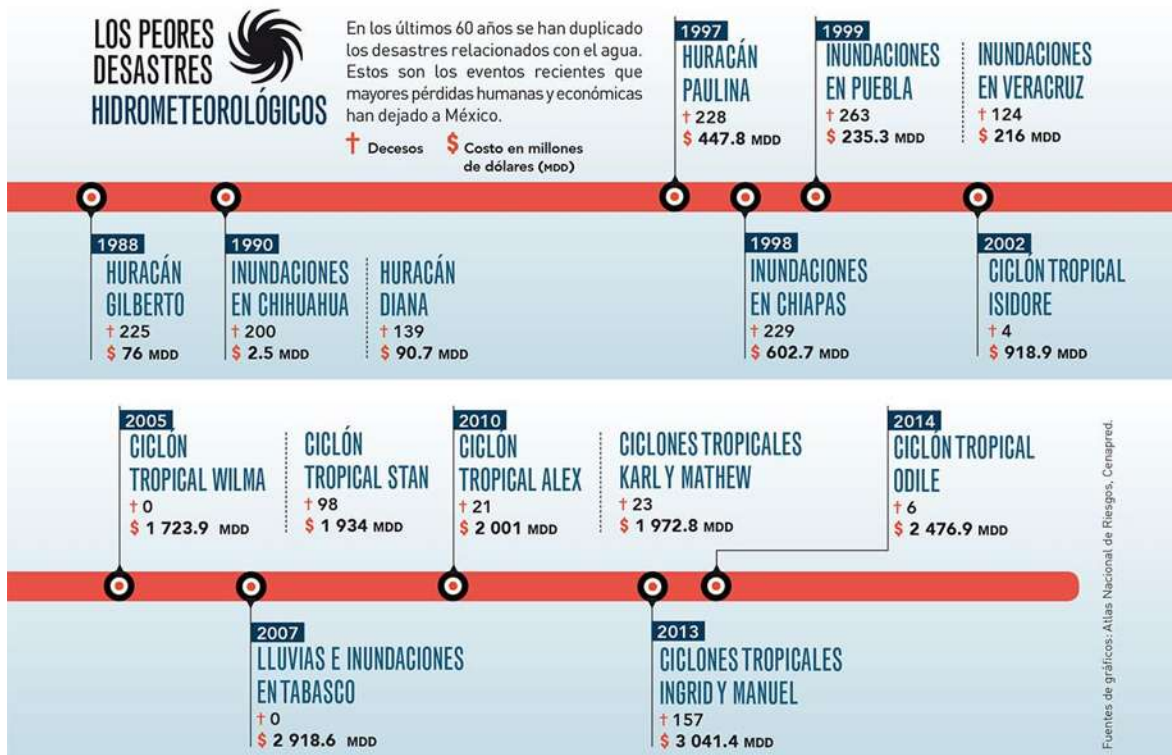 LOS PEORES
DESASTRES
HIDROMETEOROLÓGICOS
En los últimos 60 años se han duplicado
los desastres relacionados con el agua.
Estos son los eventos recientes que
mayores pérdidas humanas y económicas
han dejado a México.
† Decesos
$ Costo en millones
de dólares (MDD)
1997
HURACÁN
PAULINA
† 228
$ 447.8 MDD
1999
INUNDACIONES
EN PUEBLA
† 263
$ 235.3 MDD
INUNDACIONES
EN VERACRUZ
† 124
$ 216 MDD
1988
HURACÁN
GILBERTO
† 225
$ 76 MDD
1990
INUNDACIONES
EN CHIHUAHUA
† 200
$ 2.5 MDD
HURACÁN
DIANA
† 139
$ 90.7 MDD
1998
INUNDACIONES
EN CHIAPAS
† 229
$ 602.7 MDD
2002
CICLÓN TROPICAL
ISIDORE
† 4
$ 918.9 MDD
2005
CICLÓN
TROPICAL WILMA
† 0
$ 1 723.9 MDD
CICLÓN
TROPICAL STAN
† 98
$ 1 934 MDD
2010
CICLÓN
TROPICAL ALEX
† 21
$ 2 001 MDD
CICLONES TROPICALES
KARL Y MATHEW
† 23
$ 1 972.8 MDD
2014
CICLÓN TROPICAL
ODILE
† 6
$ 2 476.9 MDD
2007
LLUVIAS E INUNDACIONES
EN TABASCO
† 0
$ 2 918.6 MDD
2013
CICLONES TROPICALES
INGRID Y MANUEL
† 157
$ 3 041.4 MDD
Fuentes de gráficos: Atlas Nacional de Riesgos, Cenapred.